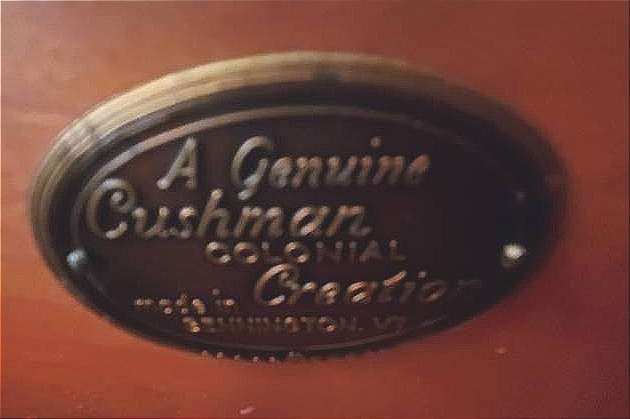 A Genuine
Cushman
COLONIAL
Creation
made in
BENNINGTON, VT